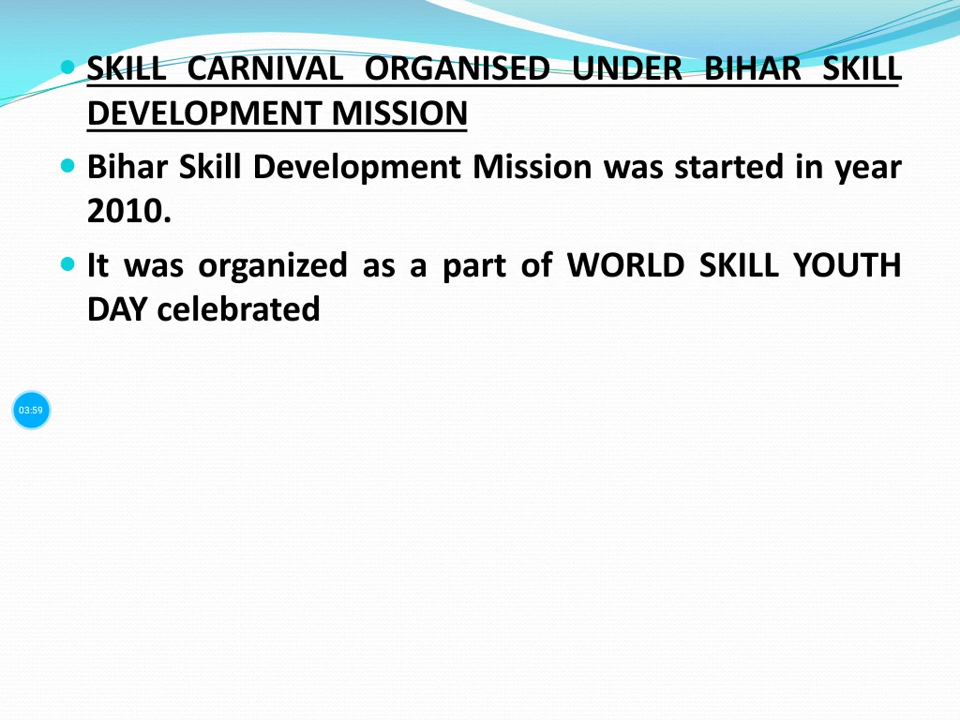 SKILL CARNIVAL ORGANISED UNDER BIHAR SKILL
DEVELOPMENT MISSION
Bihar Skill Development Mission was started in year
2010.
It was organized as a part of WORLD SKILL YOUTH
DAY celebrated
03:59